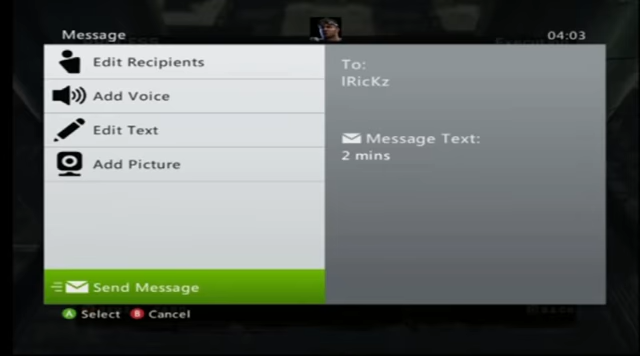 Message
04:03
Edit Recipients
Add Voice
Edit Text
Add Picture
Send Message
To:
lRicKz
Message Text:
2 mins
A Select B Cancel